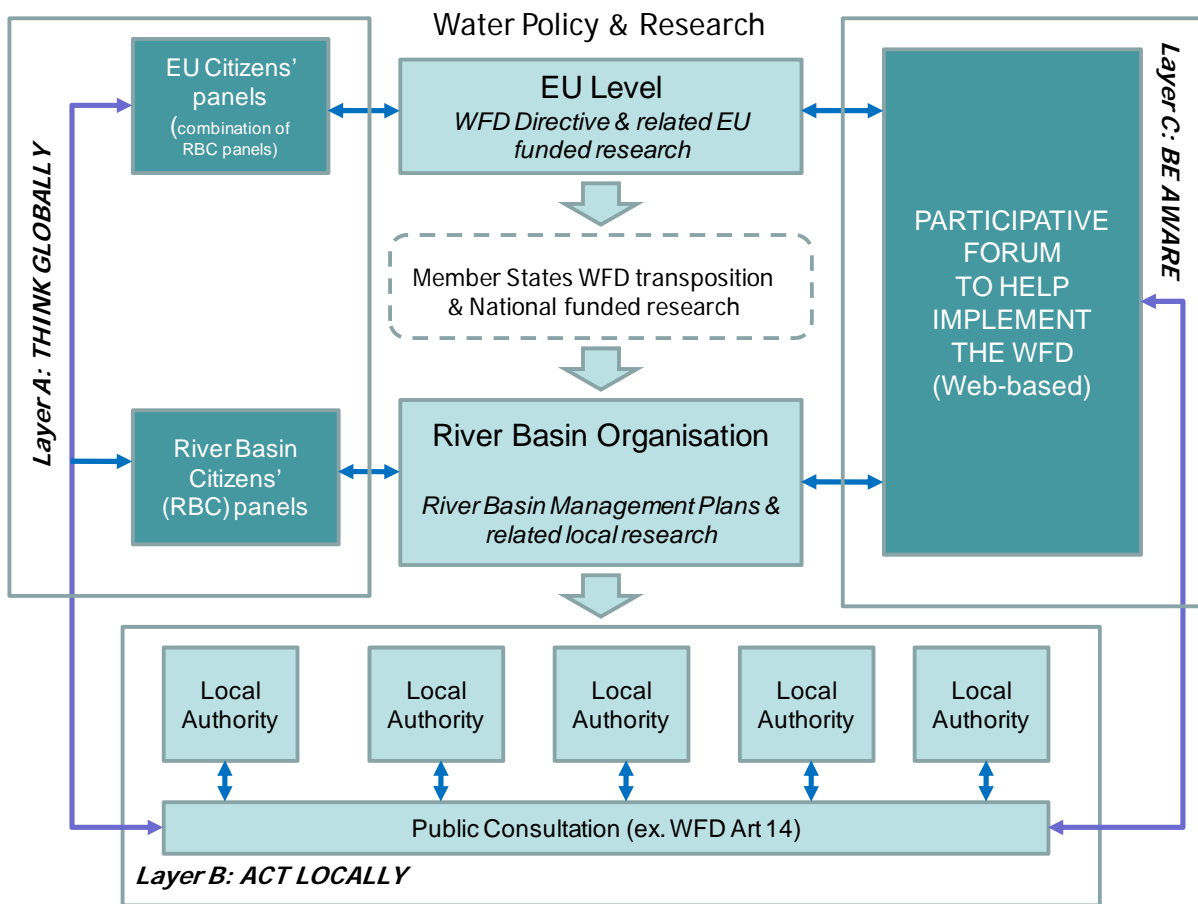 Water Policy & Research
Layer A: THINK GLOBALLY
EU Citizens’
panels
(combination of
RBC panels)
EU Level
WFD Directive & related EU
funded research
Layer C: BE AWARE
PARTICIPATIVE
FORUM
TO HELP
IMPLEMENT
THE WFD
(Web-based)
Member States WFD transposition
& National funded research
River Basin
Citizens’
(RBC) panels
River Basin Organisation
River Basin Management Plans &
related local research
Local
Authority
Local
Authority
Local
Authority
Local
Authority
Local
Authority
Public Consultation (ex. WFD Art 14)
Layer B: ACT LOCALLY